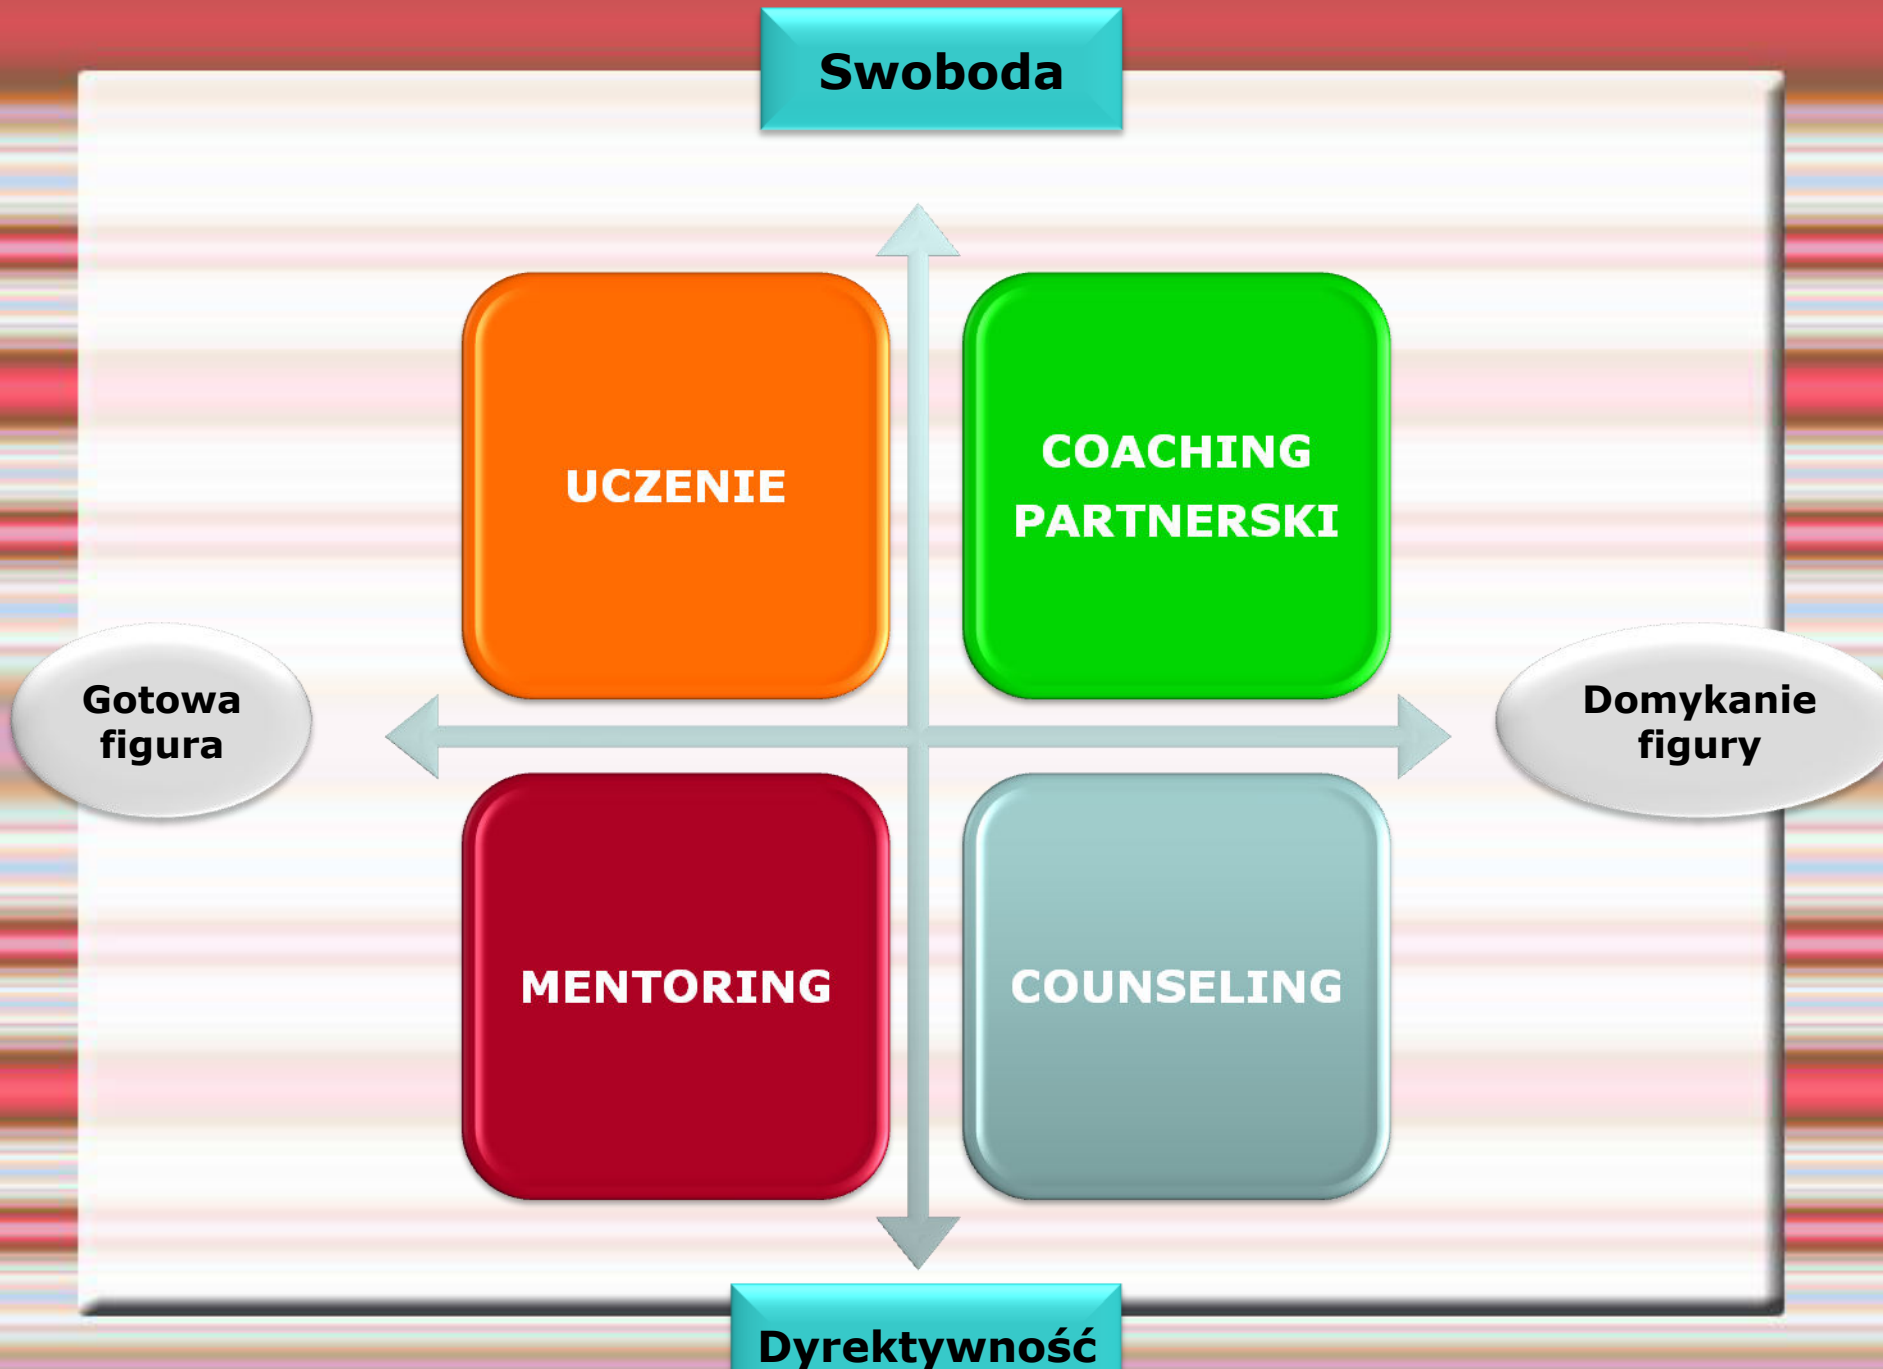 Swoboda
UCZENIE
COACHING
PARTNERSKI
Gotowa
figura
Domykanie
figury
MENTORING
COUNSELING
Dyrektywność